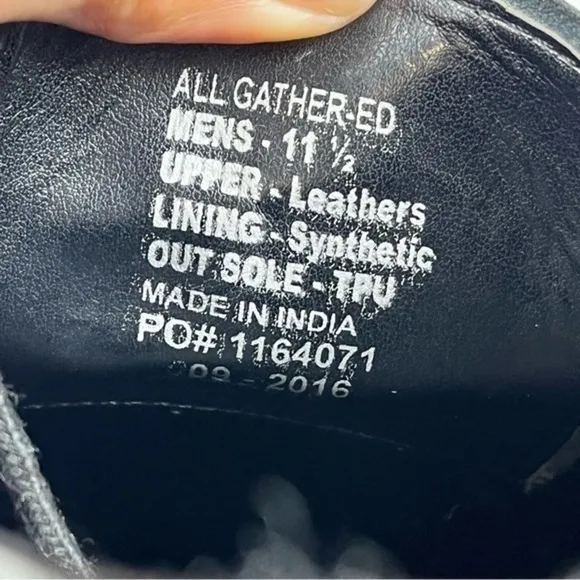 ALL GATHER-ED
MENS - 11 ½
UPPER - Leathers
LINING - Synthetic
OUT SOLE - TPU
MADE IN INDIA
PO# 1164071
- 2016